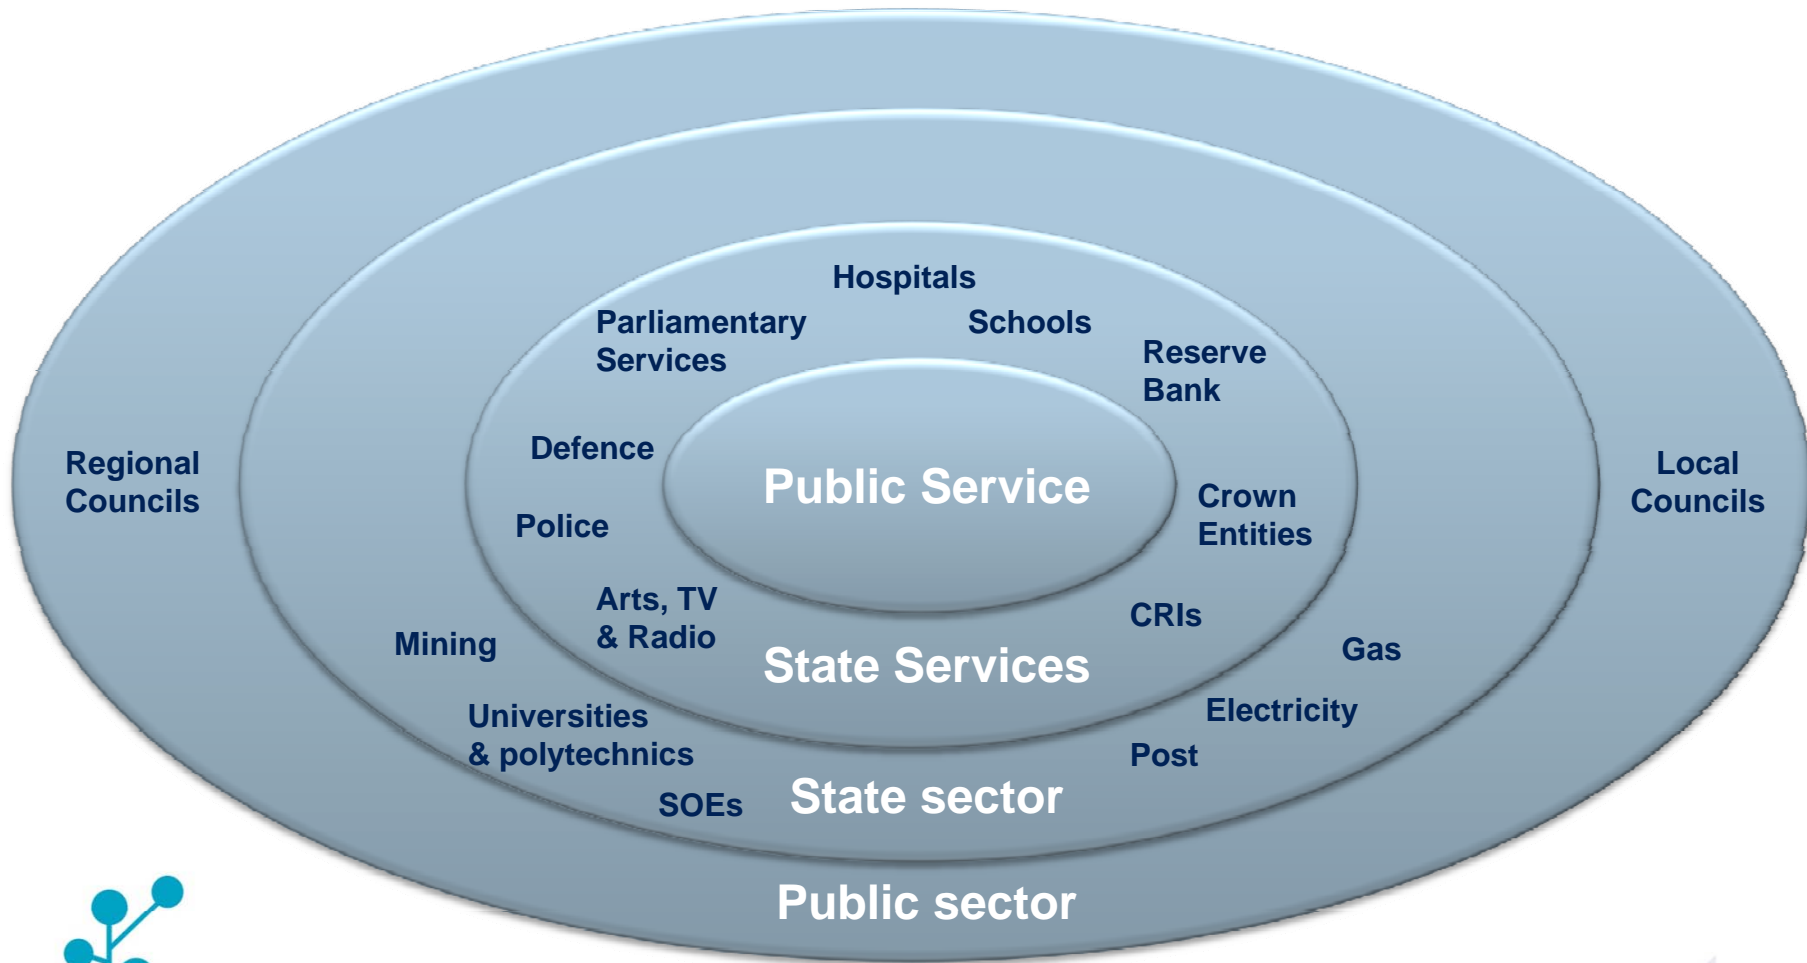 Hospitals
Parliamentary
Services
Schools
Reserve
Bank
Defence
Regional
Councils
Public Service
Local
Councils
Crown
Entities
Police
Arts, TV
& Radio
CRIs
Mining
State Services
Gas
Universities
& polytechnics
Electricity
Post
SOEs
State sector
Public sector